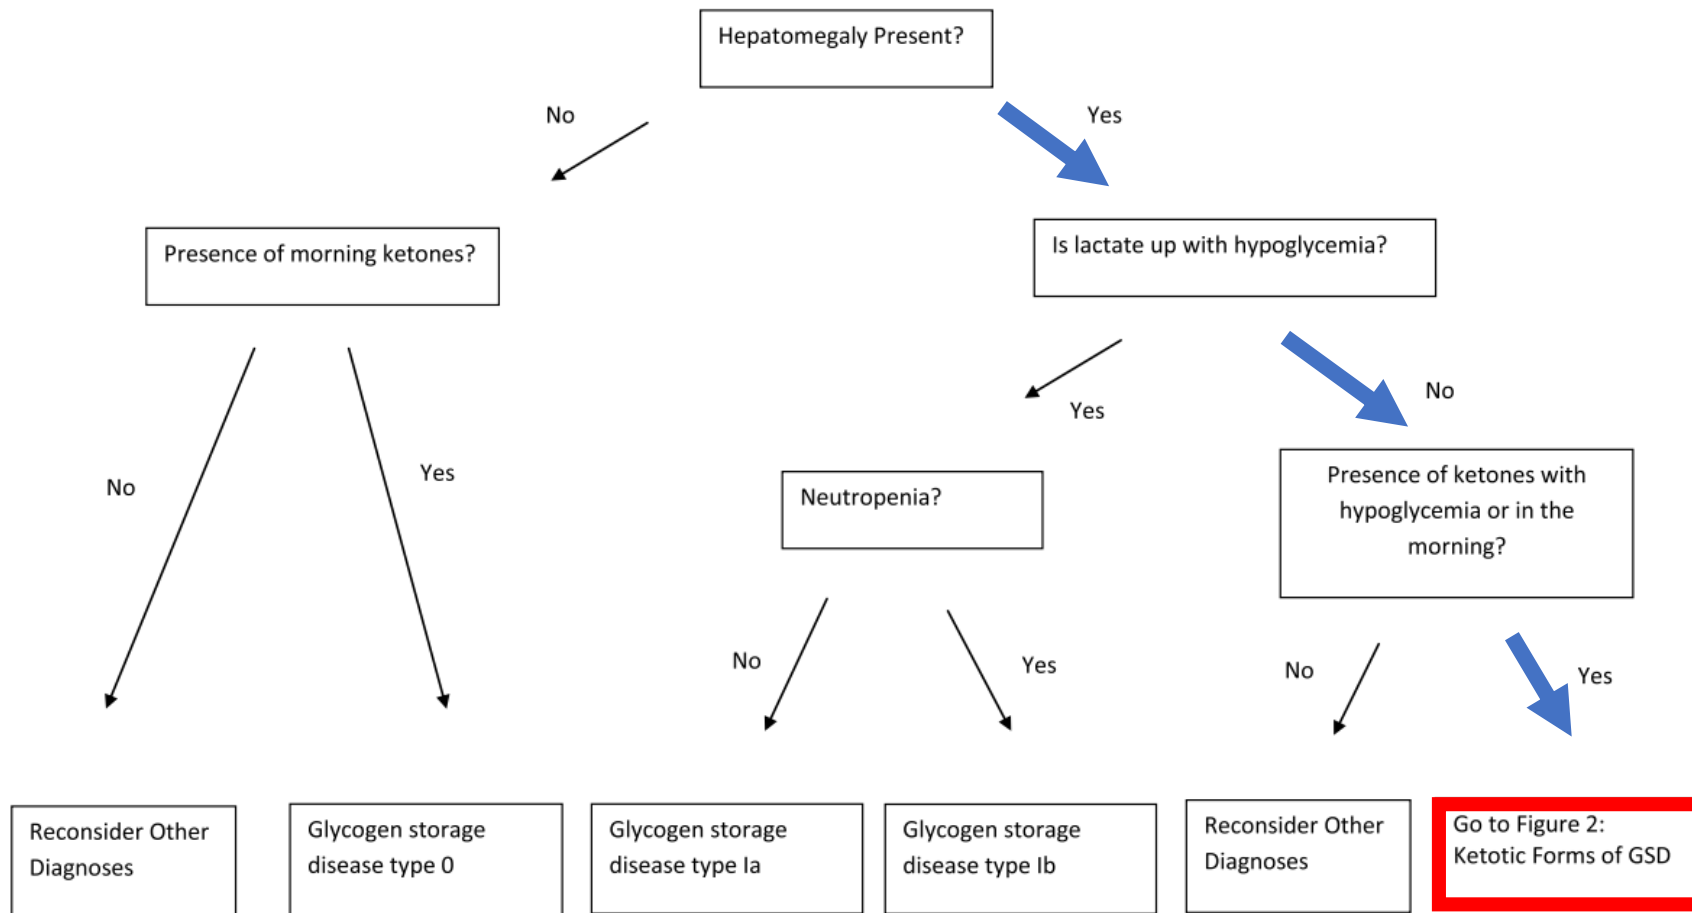 Hepatomegaly Present?
No
Yes
Presence of morning ketones?
Is lactate up with hypoglycemia?
No
Yes
Yes
No
Neutropenia?
Presence of ketones with
hypoglycemia or in the
morning?
No
Yes
No
Yes
Reconsider Other
Diagnoses
Glycogen storage
disease type 0
Glycogen storage
disease type Ia
Glycogen storage
disease type Ib
Reconsider Other
Diagnoses
Go to Figure 2:
Ketotic Forms of GSD